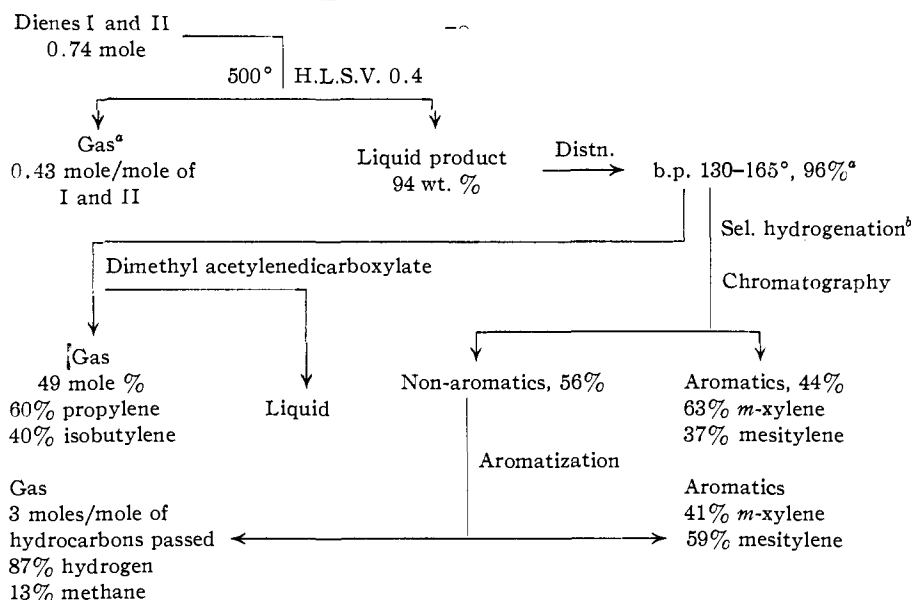 Dienes I and II
0.74 mole
500° H.L.S.V. 0.4
Gasᵃ
0.43 mole/mole of
I and II
Liquid product
94 wt. %
Distn.
b.p. 130–165°, 96%ᵃ
Sel. hydrogenationᵇ
Chromatography
Dimethyl acetylenedicarboxylate
Gas
49 mole %
60% propylene
40% isobutylene
Liquid
Non-aromatics, 56%
Aromatics, 44%
63% m-xylene
37% mesitylene
Aromatization
Gas
3 moles/mole of
hydrocarbons passed
87% hydrogen
13% methane
Aromatics
41% m-xylene
59% mesitylene